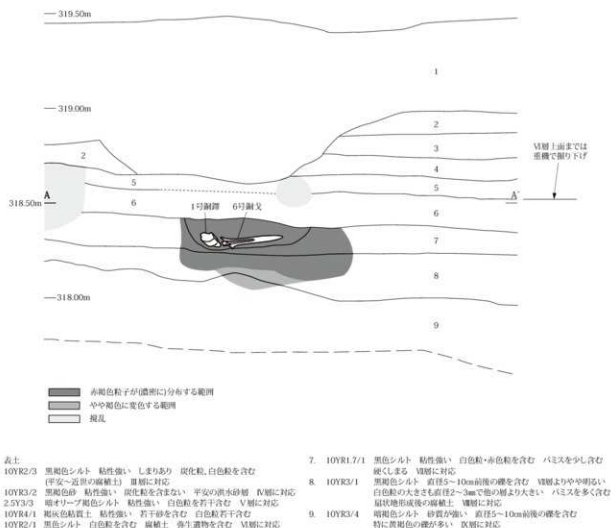 319.50m
1
319.00m
2
3
2
4
Ⅵ層上面までは
重機で掘り下げ
5
5
A
A'
318.50m
6
6
1号銅鐸
6号銅戈
7
8
318.00m
9
赤褐色粒子が(濃密に)分布する範囲
やや褐色に変色する範囲
撹乱
表土
10YR2/3 黒褐色シルト 粘性強い しまりあり 炭化粒、白色粒を含む
(平安～近世の腐植土) Ⅲ層に対応
10YR3/2 黒褐色砂 粘性強い 炭化粒を含まない 平安の洪水砂層 Ⅳ層に対応
2.5Y3/3 暗オリーブ褐色シルト 粘性強い 白色粒を若干含む Ⅴ層に対応
10YR4/1 褐灰色粘質土 粘性強い 若干砂を含む 白色粒若干含む
10YR2/1 黒色シルト 白色粒を含む 腐植土 弥生遺物を含む Ⅵ層に対応
7. 10YR1.7/1 黒色シルト 粘性強い 白色粒・赤色粒を含む パミスを少し含む
硬くしまる Ⅶ層に対応
8. 10YR3/1 黒褐色シルト 直径5～10cm前後の礫を含む Ⅶ層よりやや明るい
白色粒の大きさも直径2～3㎜で他の層より大きい パミスを多く含む
扇状地形成後の腐植土 Ⅷ層に対応
9. 10YR3/4 暗褐色シルト 砂質が強い 直径5～10cm前後の礫を含む
特に黄褐色の礫が多い Ⅸ層に対応